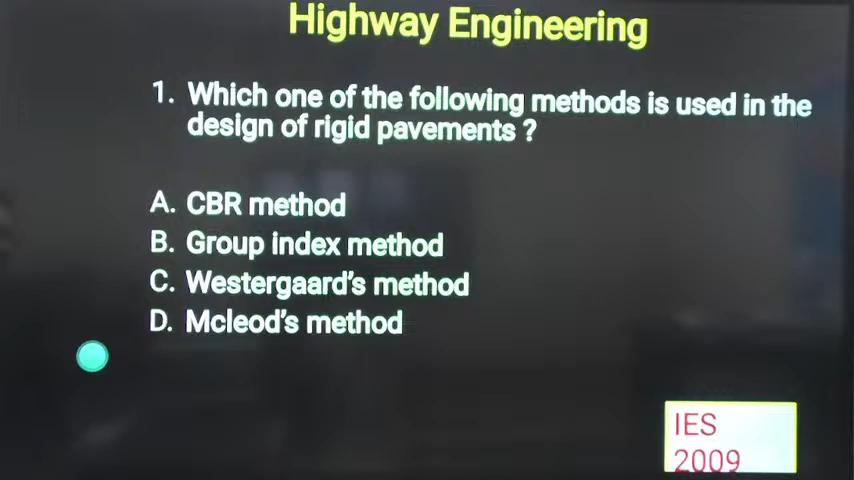 Highway Engineering
1. Which one of the following methods is used in the
design of rigid pavements ?
A. CBR method
B. Group index method
C. Westergaard's method
D. Mcleod's method
IES
2009